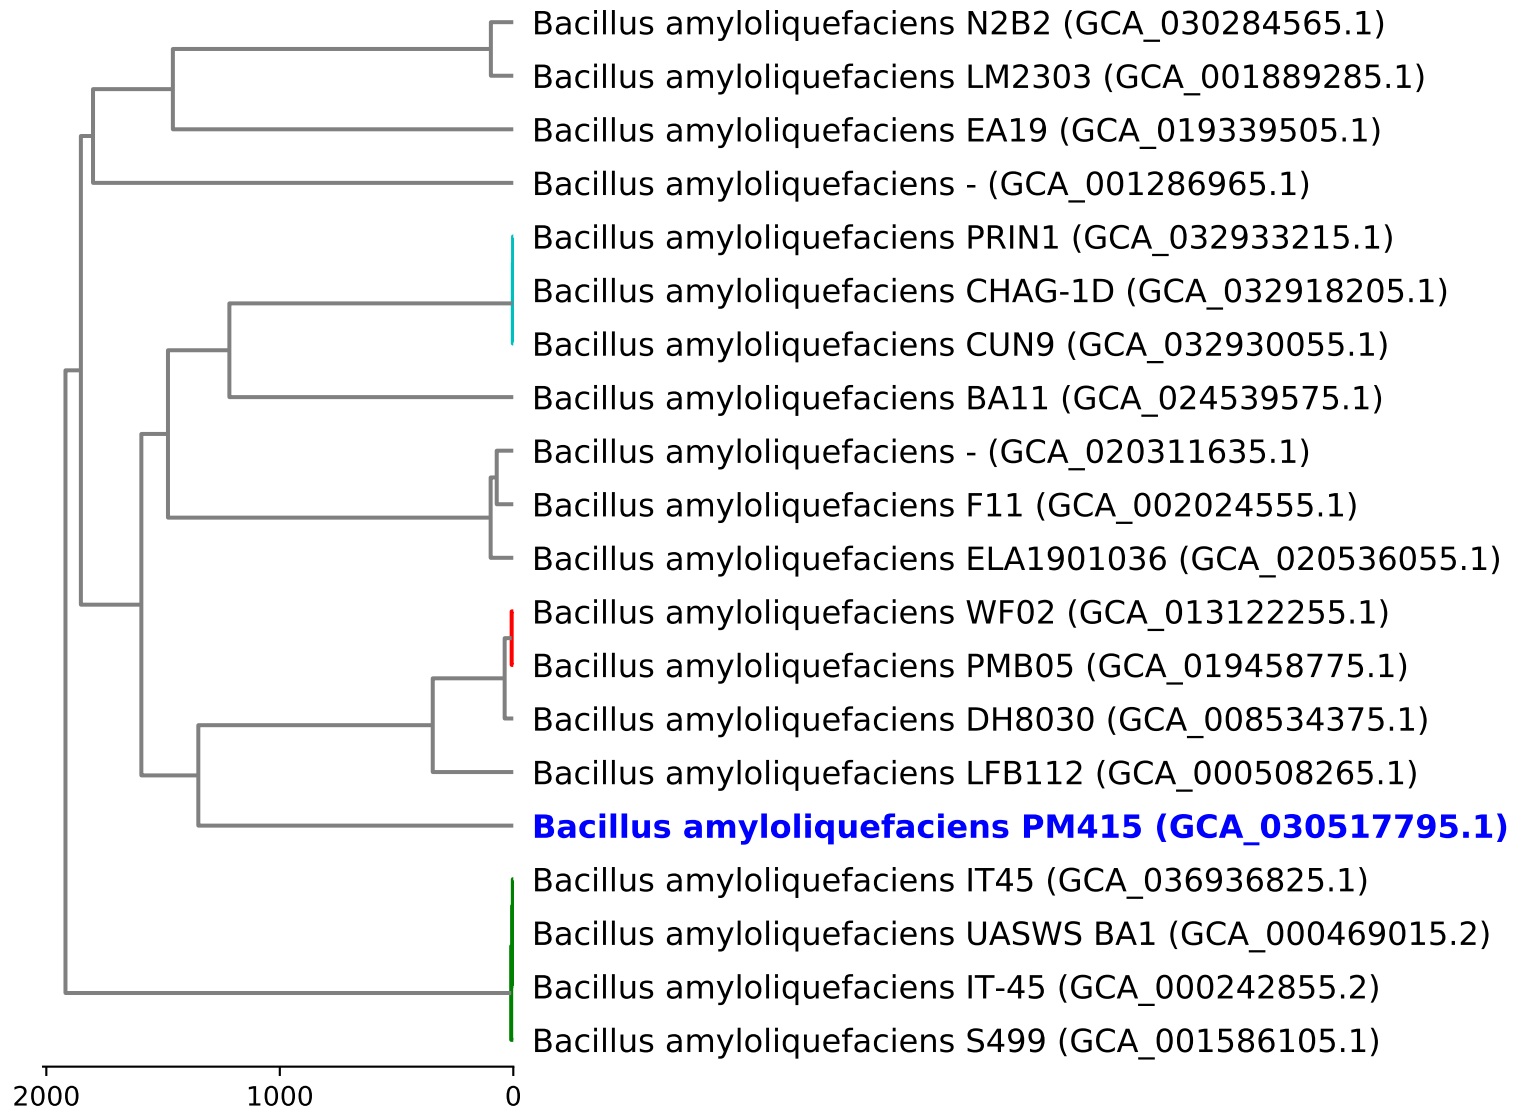 Bacillus amyloliquefaciens N2B2 (GCA_030284565.1)
Bacillus amyloliquefaciens LM2303 (GCA_001889285.1)
Bacillus amyloliquefaciens EA19 (GCA_019339505.1)
Bacillus amyloliquefaciens - (GCA_001286965.1)
Bacillus amyloliquefaciens PRIN1 (GCA_032933215.1)
Bacillus amyloliquefaciens CHAG-1D (GCA_032918205.1)
Bacillus amyloliquefaciens CUN9 (GCA_032930055.1)
Bacillus amyloliquefaciens BA11 (GCA_024539575.1)
Bacillus amyloliquefaciens - (GCA_020311635.1)
Bacillus amyloliquefaciens F11 (GCA_002024555.1)
Bacillus amyloliquefaciens ELA1901036 (GCA_020536055.1)
Bacillus amyloliquefaciens WF02 (GCA_013122255.1)
Bacillus amyloliquefaciens PMB05 (GCA_019458775.1)
Bacillus amyloliquefaciens DH8030 (GCA_008534375.1)
Bacillus amyloliquefaciens LFB112 (GCA_000508265.1)
Bacillus amyloliquefaciens PM415 (GCA_030517795.1)
Bacillus amyloliquefaciens IT45 (GCA_036936825.1)
Bacillus amyloliquefaciens UASWS BA1 (GCA_000469015.2)
Bacillus amyloliquefaciens IT-45 (GCA_000242855.2)
Bacillus amyloliquefaciens S499 (GCA_001586105.1)
2000 1000 0